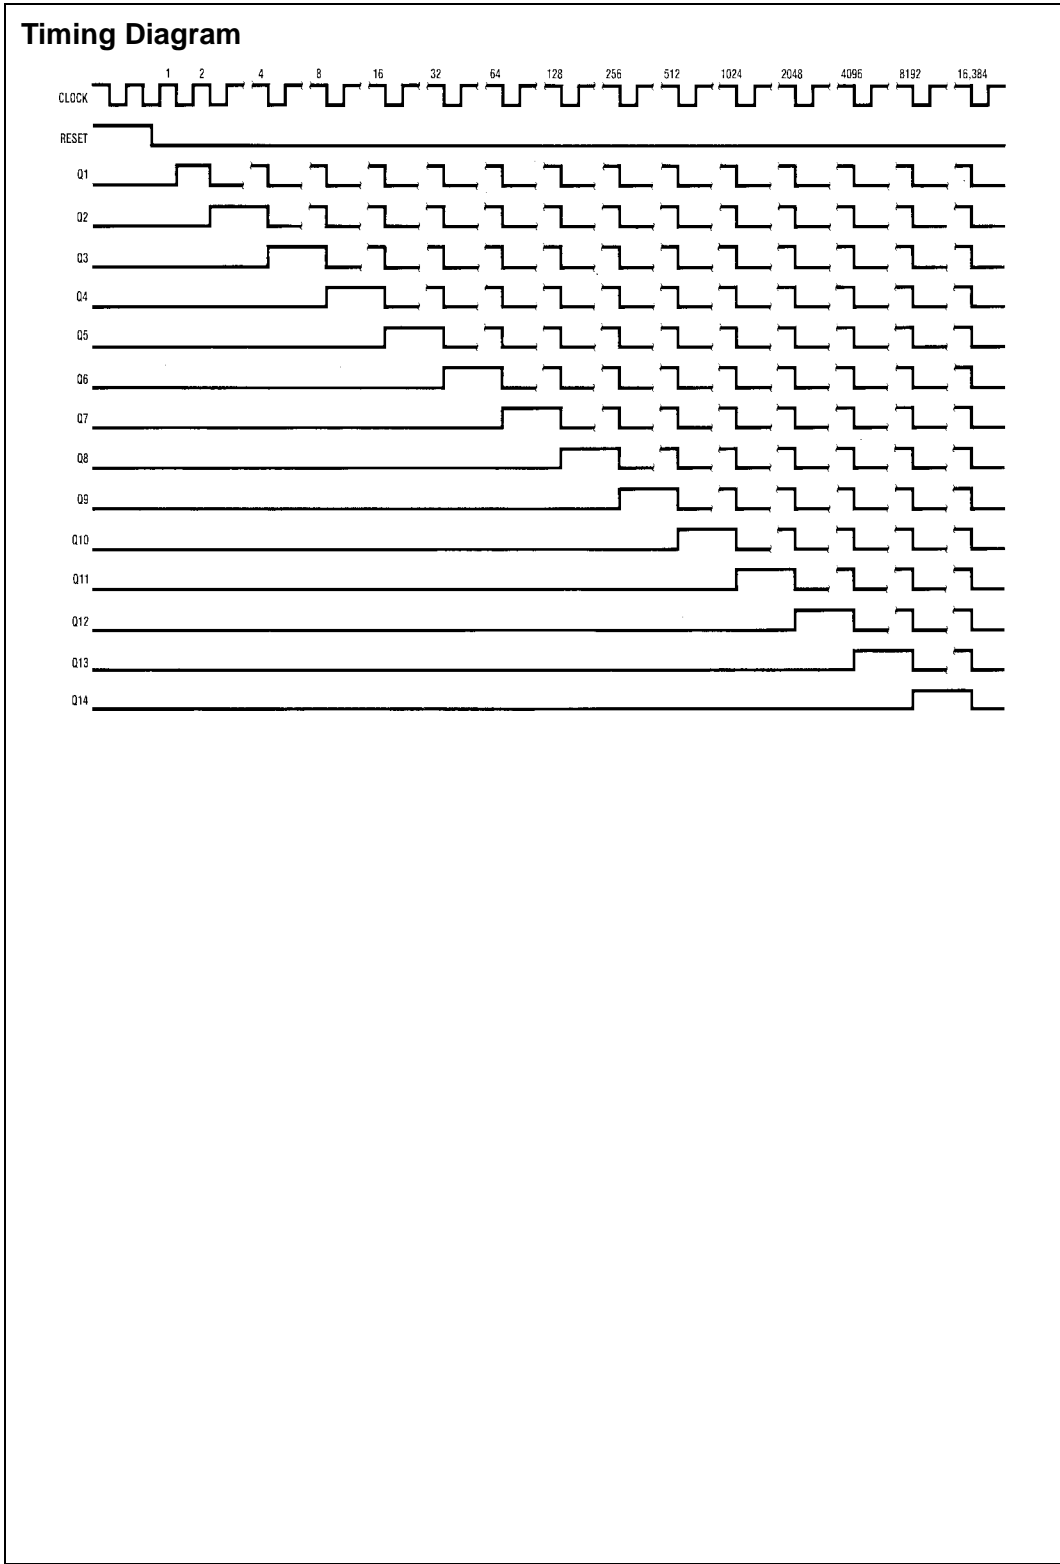 Timing Diagram
1 2 4 8 16 32 64 128 256 512 1024 2048 4096 8192 16,384
CLOCK
RESET
Q1
Q2
Q3
Q4
Q5
Q6
Q7
Q8
Q9
Q10
Q11
Q12
Q13
Q14